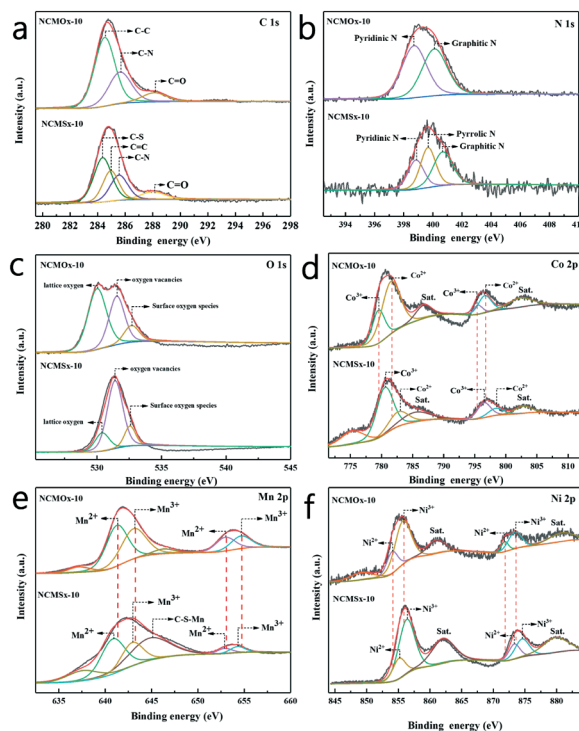 a
C 1s
NCMOx-10
C-C
C-N
C=O
NCMSx-10
C-S
C=C
C-N
C=O
Intensity (a.u.)
280 282 284 286 288 290 292 294 296 298
Binding energy (eV)
b
N 1s
NCMOx-10
Pyridinic N
Graphitic N
NCMSx-10
Pyridinic N
Pyrrolic N
Graphitic N
Intensity (a.u.)
394 396 398 400 402 404 406 408 41
Binding energy (eV)
c
O 1s
NCMOx-10
lattice oxygen
oxygen vacancies
Surface oxygen species
NCMSx-10
oxygen vacancies
lattice oxygen
Surface oxygen species
Intensity (a.u.)
530 535 540 545
Binding energy (eV)
d
Co 2p
NCMOx-10
Co3+
Co2+
Sat.
Co3+
Co2+
Sat.
NCMSx-10
Co3+
Co2+
Sat.
Co3+
Co2+
Sat.
Intensity (a.u.)
775 780 785 790 795 800 805 810
Binding energy (eV)
e
Mn 2p
NCMOx-10
Mn2+
Mn3+
Mn2+
Mn3+
NCMSx-10
Mn2+
Mn3+
C-S-Mn
Mn2+
Mn3+
Intensity (a.u.)
635 640 645 650 655 660
Binding energy (eV)
f
Ni 2p
NCMOx-10
Ni2+
Ni3+
Sat.
Ni2+
Ni3+
Sat.
NCMSx-10
Ni2+
Ni3+
Sat.
Ni2+
Ni3+
Sat.
Intensity (a.u.)
845 850 855 860 865 870 875 880
Binding energy (eV)